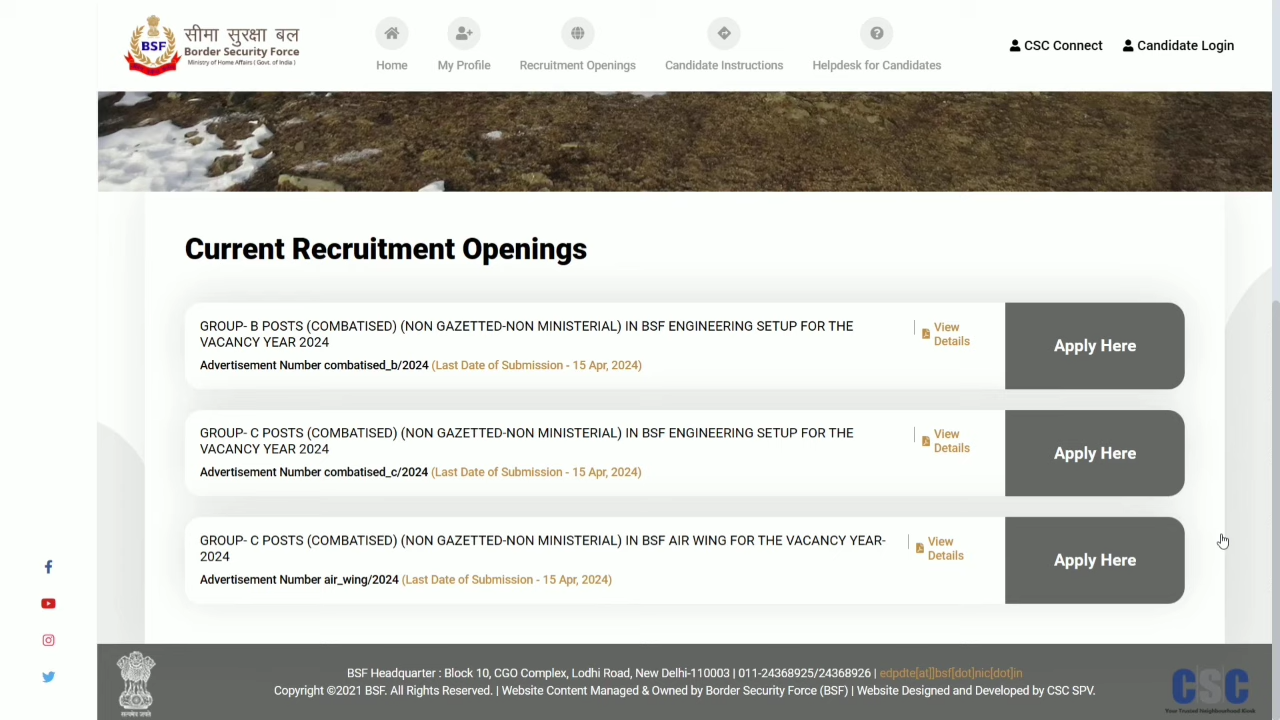 BSF
सीमा सुरक्षा बल
Border Security Force
Ministry of Home Affairs ( Govt. of India )
Home
My Profile
Recruitment Openings
Candidate Instructions
Helpdesk for Candidates
CSC Connect
Candidate Login
Current Recruitment Openings
GROUP- B POSTS (COMBATISED) (NON GAZETTED-NON MINISTERIAL) IN BSF ENGINEERING SETUP FOR THE
VACANCY YEAR 2024
Advertisement Number combatised_b/2024 (Last Date of Submission - 15 Apr, 2024)
View
Details
Apply Here
GROUP- C POSTS (COMBATISED) (NON GAZETTED-NON MINISTERIAL) IN BSF ENGINEERING SETUP FOR THE
VACANCY YEAR 2024
Advertisement Number combatised_c/2024 (Last Date of Submission - 15 Apr, 2024)
View
Details
Apply Here
GROUP- C POSTS (COMBATISED) (NON GAZETTED-NON MINISTERIAL) IN BSF AIR WING FOR THE VACANCY YEAR-
2024
Advertisement Number air_wing/2024 (Last Date of Submission - 15 Apr, 2024)
View
Details
Apply Here
BSF Headquarter : Block 10, CGO Complex, Lodhi Road, New Delhi-110003 | 011-24368925/24368926 | edpdte[at]]bsf[dot]nic[dot]in
Copyright ©2021 BSF. All Rights Reserved. | Website Content Managed & Owned by Border Security Force (BSF) | Website Designed and Developed by CSC SPV.
सत्यमेव जयते
CSC
Your Trusted Neighbourhood Kiosk